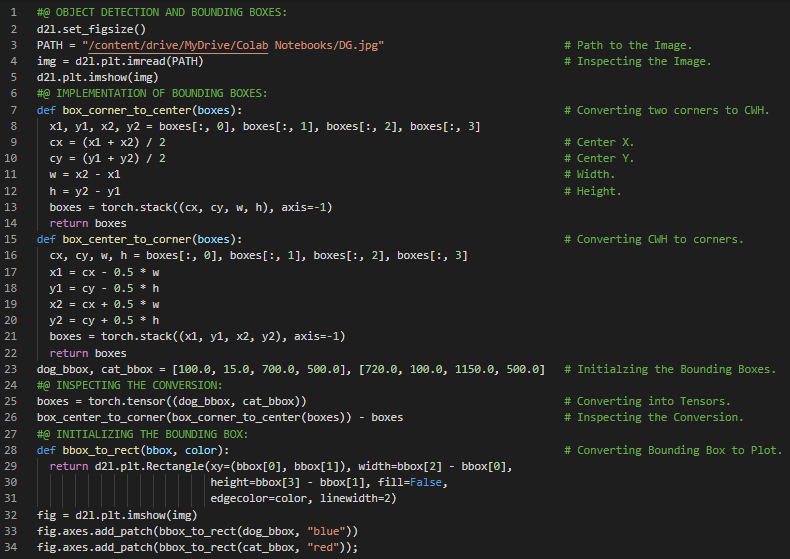 1 #@ OBJECT DETECTION AND BOUNDING BOXES:
2 d2l.set_figsize()
3 PATH = "/content/drive/MyDrive/Colab Notebooks/DG.jpg" # Path to the Image.
4 img = d2l.plt.imread(PATH) # Inspecting the Image.
5 d2l.plt.imshow(img)
6 #@ IMPLEMENTATION OF BOUNDING BOXES:
7 def box_corner_to_center(boxes): # Converting two corners to CWH.
8 x1, y1, x2, y2 = boxes[:, 0], boxes[:, 1], boxes[:, 2], boxes[:, 3]
9 cx = (x1 + x2) / 2 # Center X.
10 cy = (y1 + y2) / 2 # Center Y.
11 w = x2 - x1 # Width.
12 h = y2 - y1 # Height.
13 boxes = torch.stack((cx, cy, w, h), axis=-1)
14 return boxes
15 def box_center_to_corner(boxes): # Converting CWH to corners.
16 cx, cy, w, h = boxes[:, 0], boxes[:, 1], boxes[:, 2], boxes[:, 3]
17 x1 = cx - 0.5 * w
18 y1 = cy - 0.5 * h
19 x2 = cx + 0.5 * w
20 y2 = cy + 0.5 * h
21 boxes = torch.stack((x1, y1, x2, y2), axis=-1)
22 return boxes
23 dog_bbox, cat_bbox = [100.0, 15.0, 700.0, 500.0], [720.0, 100.0, 1150.0, 500.0] # Initialzing the Bounding Boxes.
24 #@ INSPECTING THE CONVERSION:
25 boxes = torch.tensor((dog_bbox, cat_bbox)) # Converting into Tensors.
26 box_center_to_corner(box_corner_to_center(boxes)) - boxes # Inspecting the Conversion.
27 #@ INITIALIZING THE BOUNDING BOX:
28 def bbox_to_rect(bbox, color): # Converting Bounding Box to Plot.
29 return d2l.plt.Rectangle(xy=(bbox[0], bbox[1]), width=bbox[2] - bbox[0],
30 height=bbox[3] - bbox[1], fill=False,
31 edgecolor=color, linewidth=2)
32 fig = d2l.plt.imshow(img)
33 fig.axes.add_patch(bbox_to_rect(dog_bbox, "blue"))
34 fig.axes.add_patch(bbox_to_rect(cat_bbox, "red"));